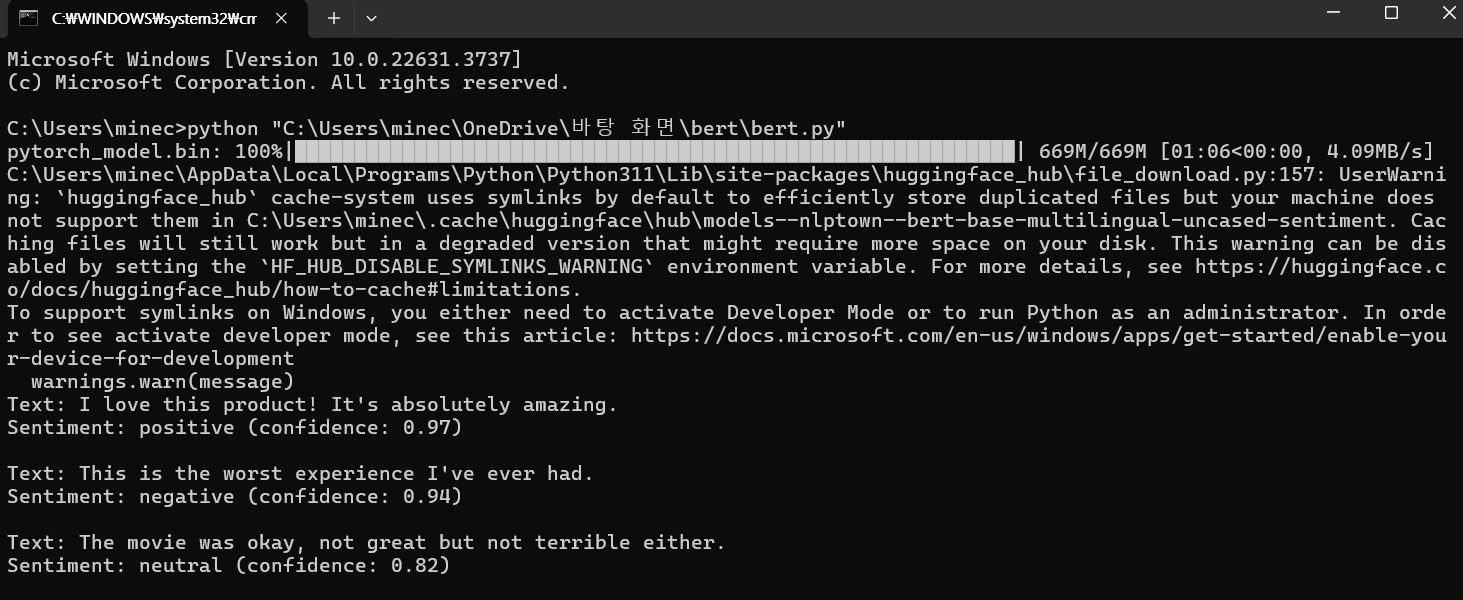 C:₩WINDOWS₩system32₩cm
Microsoft Windows [Version 10.0.22631.3737]
(c) Microsoft Corporation. All rights reserved.
C:\Users\minec>python "C:\Users\minec\OneDrive\바탕 화면\bert\bert.py"
pytorch_model.bin: 100%| | 669M/669M [01:06<00:00, 4.09MB/s]
C:\Users\minec\AppData\Local\Programs\Python\Python311\Lib\site-packages\huggingface_hub\file_download.py:157: UserWarni
ng: `huggingface_hub` cache-system uses symlinks by default to efficiently store duplicated files but your machine does
not support them in C:\Users\minec\.cache\huggingface\hub\models--nlptown--bert-base-multilingual-uncased-sentiment. Cac
hing files will still work but in a degraded version that might require more space on your disk. This warning can be dis
abled by setting the `HF_HUB_DISABLE_SYMLINKS_WARNING` environment variable. For more details, see https://huggingface.c
o/docs/huggingface_hub/how-to-cache#limitations.
To support symlinks on Windows, you either need to activate Developer Mode or to run Python as an administrator. In orde
r to see activate developer mode, see this article: https://docs.microsoft.com/en-us/windows/apps/get-started/enable-you
r-device-for-development
  warnings.warn(message)
Text: I love this product! It's absolutely amazing.
Sentiment: positive (confidence: 0.97)
Text: This is the worst experience I've ever had.
Sentiment: negative (confidence: 0.94)
Text: The movie was okay, not great but not terrible either.
Sentiment: neutral (confidence: 0.82)